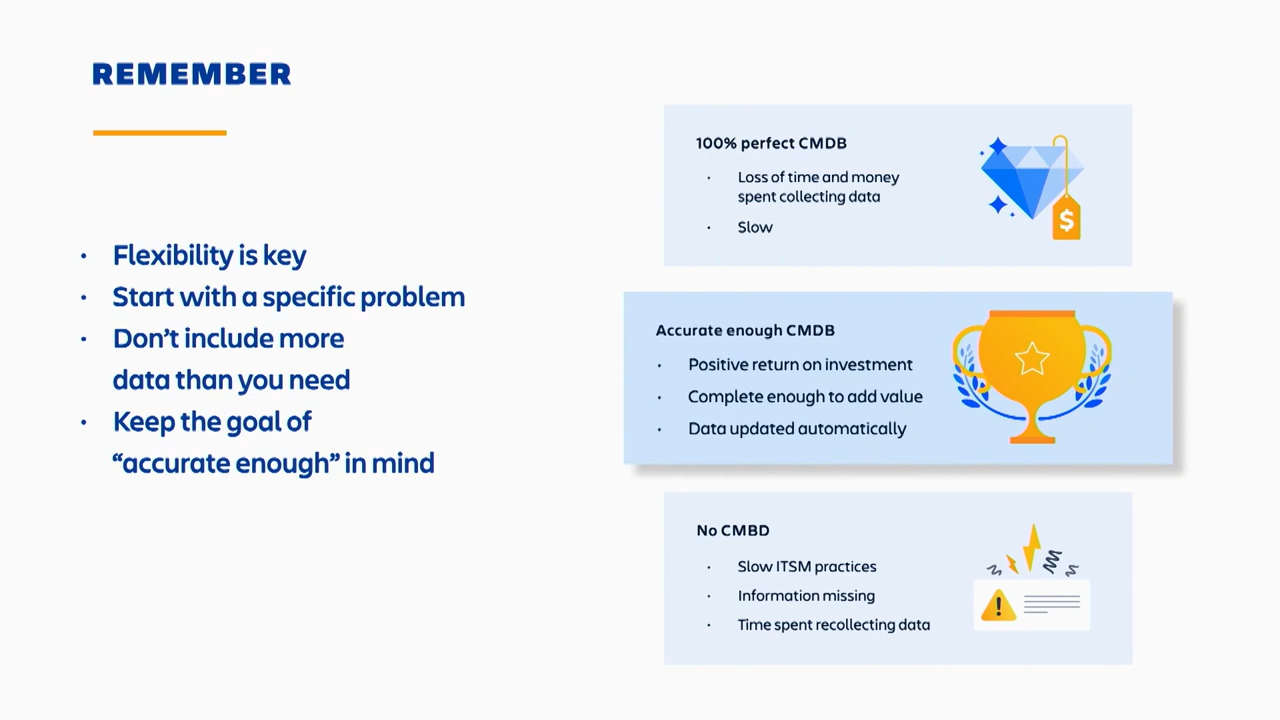 REMEMBER
· Flexibility is key
· Start with a specific problem
· Don’t include more
data than you need
· Keep the goal of
“accurate enough” in mind
100% perfect CMDB
· Loss of time and money
spent collecting data
· Slow
$
Accurate enough CMDB
· Positive return on investment
· Complete enough to add value
· Data updated automatically
No CMBD
· Slow ITSM practices
· Information missing
· Time spent recollecting data
!